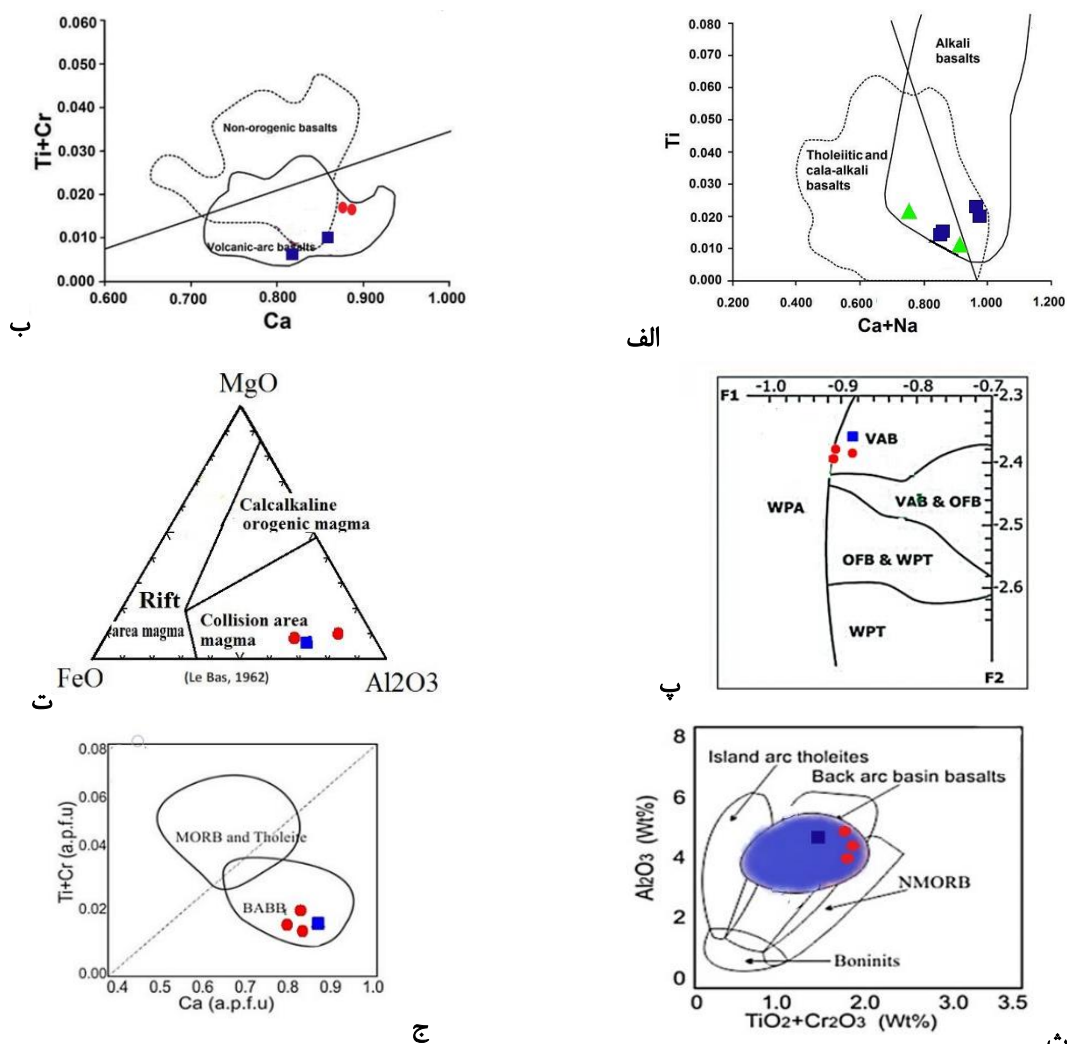 0.060
0.050
0.040
0.030
0.020
0.010
0.000
Ti+Cr
Non-orogenic basalts
Volcanic-arc basalts
0.600
0.700
0.800
0.900
1.000
Ca
ب
0.080
0.070
0.060
0.050
0.040
0.030
0.020
0.010
0.000
Ti
Alkali
basalts
Tholeiitic and
cala-alkali
basalts
0.200
0.400
0.600
0.800
1.000
1.200
Ca+Na
الف
MgO
Calcalkaline
orogenic magma
Rift
area magma
Collision area
magma
FeO
(Le Bas, 1962)
Al2O3
ت
F1
-1.0
-0.9
-0.8
-0.7
-2.3
-2.4
-2.5
-2.6
VAB
WPA
VAB & OFB
OFB & WPT
WPT
F2
پ
0.08
0.06
0.04
0.02
0.00
Ti+Cr (a.p.f.u)
MORB and Tholeite
BABB
0.4
0.5
0.6
0.7
0.8
0.9
1.0
Ca (a.p.f.u)
ج
8
6
4
2
0
Al2O3 (Wt%)
Island arc tholeites
Back arc basin basalts
NMORB
Boninits
0
1.0
2.0
3.0
3.5
TiO2+Cr2O3 (Wt%)